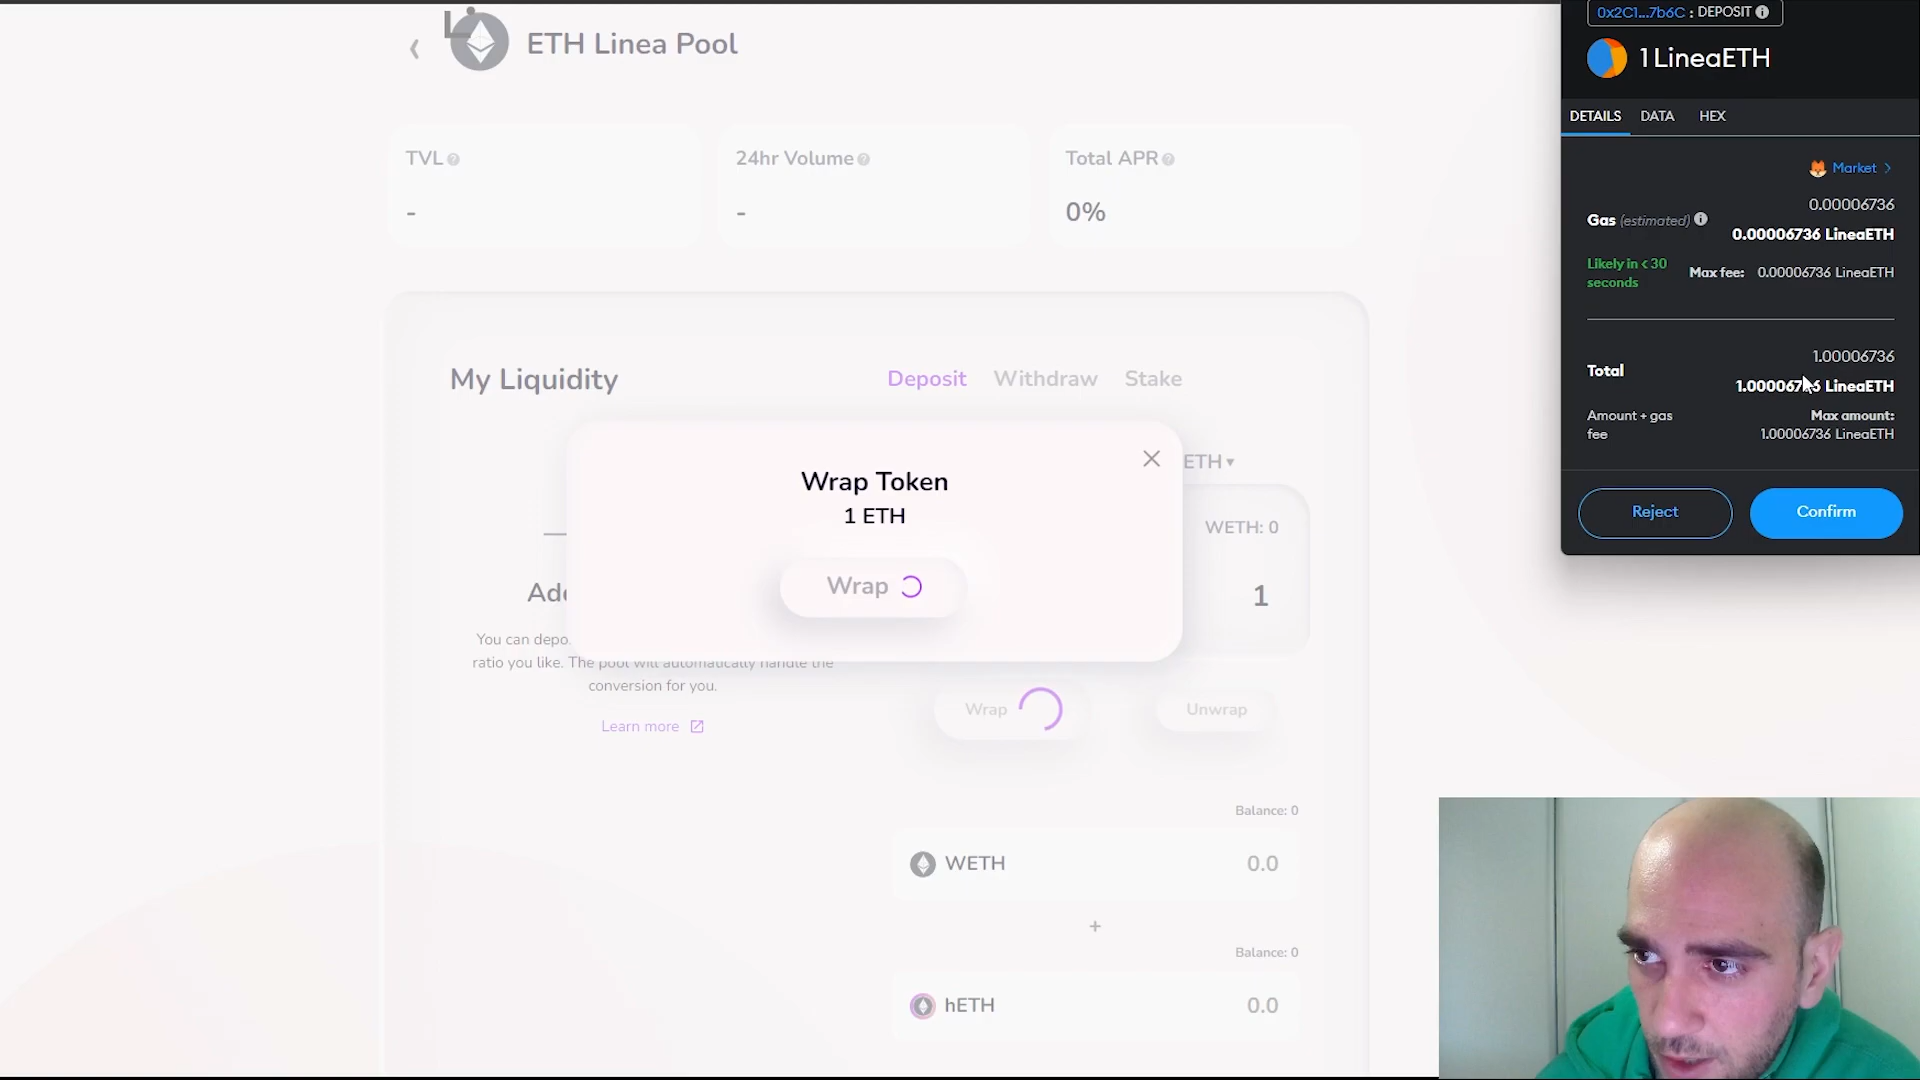 ETH Linea Pool
TVL
-
24hr Volume
-
Total APR
0%
My Liquidity
Deposit
Withdraw
Stake
ETH
WETH: 0
1
Wrap Token
1 ETH
Wrap
You can depo
ratio you like. The pool will automatically handle the
conversion for you.
Learn more
Wrap
Unwrap
Balance: 0
WETH
0.0
+
Balance: 0
hETH
0.0
0x2C1...7b6C : DEPOSIT
1 LineaETH
DETAILS
DATA
HEX
Market >
0.00006736
Gas (estimated)
0.00006736 LineaETH
Likely in < 30
seconds
Max fee: 0.00006736 LineaETH
1.00006736
Total
1.00006736 LineaETH
Amount + gas
fee
Max amount:
1.00006736 LineaETH
Reject
Confirm